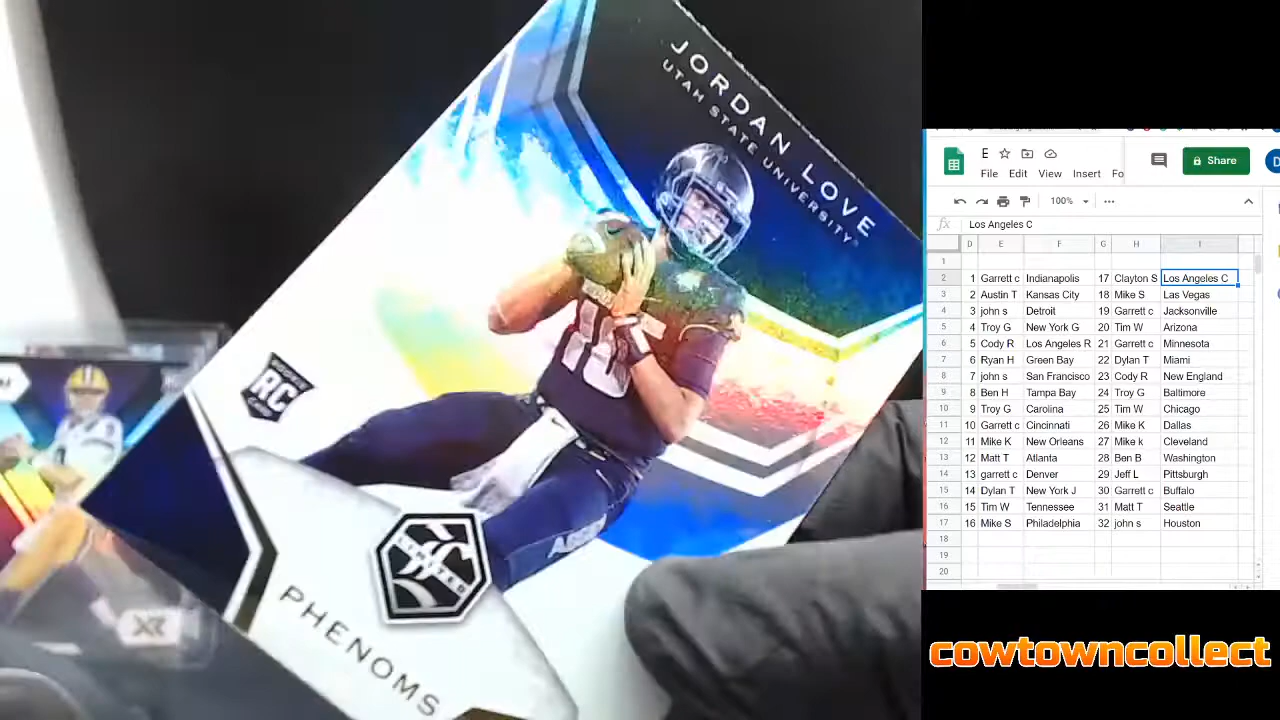 JORDAN LOVE
UTAH STATE UNIVERSITY
RC
LIMITED
PHENOMS
XR
E
File Edit View Insert Fo
Share
D
100%
fx Los Angeles C
D E F G H I
1
2 1 Garrett c Indianapolis 17 Clayton S Los Angeles C
3 2 Austin T Kansas City 18 Mike S Las Vegas
4 3 john s Detroit 19 Garrett c Jacksonville
5 4 Troy G New York G 20 Tim W Arizona
6 5 Cody R Los Angeles R 21 Garrett c Minnesota
7 6 Ryan H Green Bay 22 Dylan T Miami
8 7 john s San Francisco 23 Cody R New England
9 8 Ben H Tampa Bay 24 Troy G Baltimore
10 9 Troy G Carolina 25 Tim W Chicago
11 10 Garrett c Cincinnati 26 Mike K Dallas
12 11 Mike K New Orleans 27 Mike k Cleveland
13 12 Matt T Atlanta 28 Ben B Washington
14 13 garrett c Denver 29 Jeff L Pittsburgh
15 14 Dylan T New York J 30 Garrett c Buffalo
16 15 Tim W Tennessee 31 Matt T Seattle
17 16 Mike S Philadelphia 32 john s Houston
18
19
20
cowtowncollect